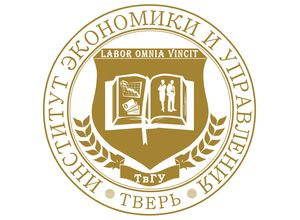 ИНСТИТУТ ЭКОНОМИКИ И УПРАВЛЕНИЯ
LABOR OMNIA VINCIT
ТвГУ
ТВЕРЬ